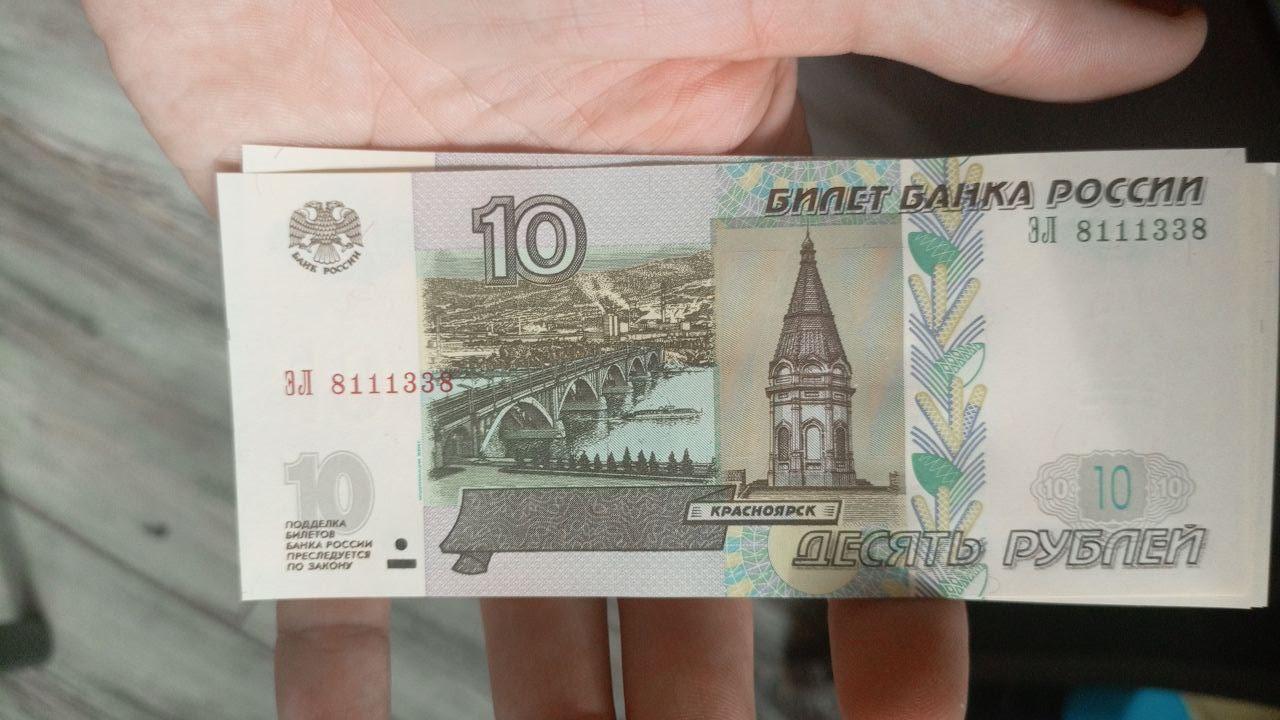 БИЛЕТ БАНКА РОССИИ
10
ЭЛ 8111338
БАНК РОССИИ
ЭЛ 8111338
10
10 10 10
ПОДДЕЛКА
БИЛЕТОВ
БАНКА РОССИИ
ПРЕСЛЕДУЕТСЯ
ПО ЗАКОНУ
КРАСНОЯРСК
ДЕСЯТЬ РУБЛЕЙ